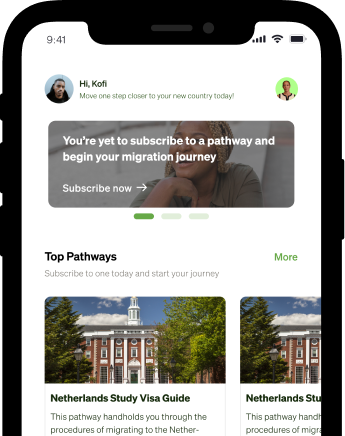 9:41
Hi, Kofi
Move one step closer to your new country today!
You're yet to subscribe to a pathway and
begin your migration journey
Subscribe now →
Top Pathways
More
Subscribe to one today and start your journey
Netherlands Study Visa Guide
Netherlands Stu
This pathway handholds you through the
This pathway handh
procedures of migrating to the Nether-
procedures of migra